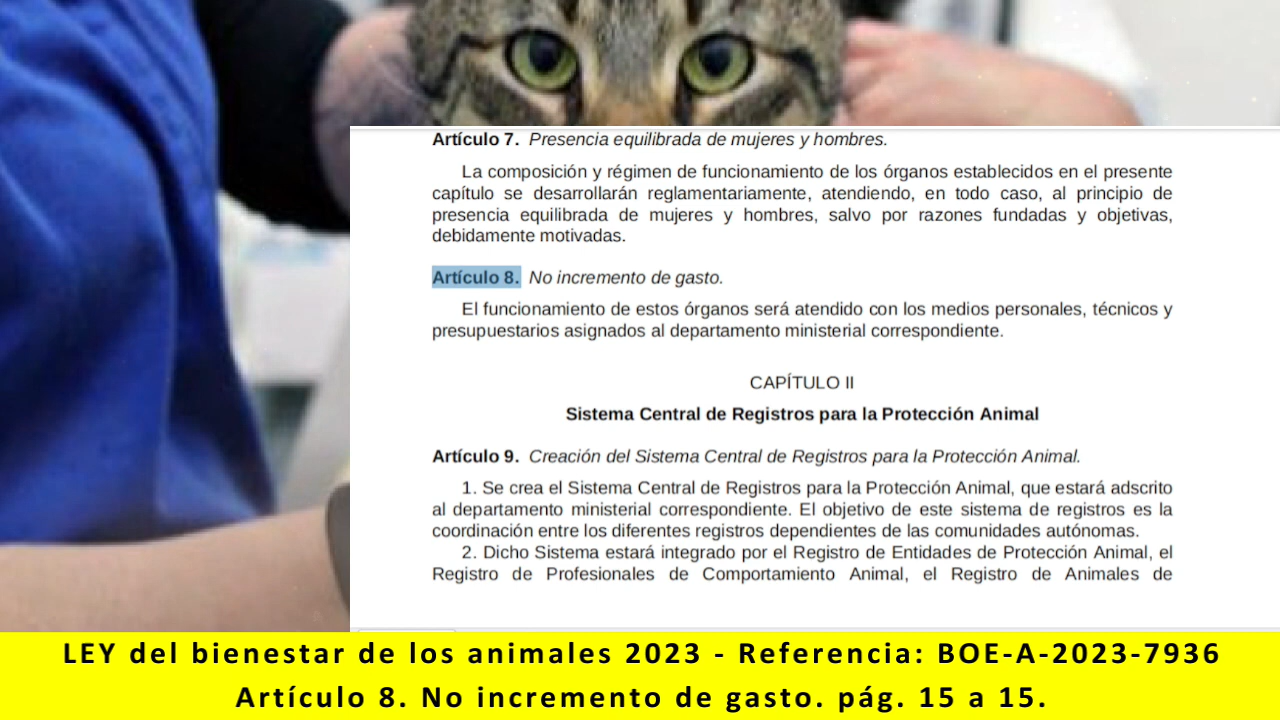 Artículo 7. Presencia equilibrada de mujeres y hombres.
La composición y régimen de funcionamiento de los órganos establecidos en el presente
capítulo se desarrollarán reglamentariamente, atendiendo, en todo caso, al principio de
presencia equilibrada de mujeres y hombres, salvo por razones fundadas y objetivas,
debidamente motivadas.
Artículo 8. No incremento de gasto.
El funcionamiento de estos órganos será atendido con los medios personales, técnicos y
presupuestarios asignados al departamento ministerial correspondiente.
CAPÍTULO II
Sistema Central de Registros para la Protección Animal
Artículo 9. Creación del Sistema Central de Registros para la Protección Animal.
1. Se crea el Sistema Central de Registros para la Protección Animal, que estará adscrito
al departamento ministerial correspondiente. El objetivo de este sistema de registros es la
coordinación entre los diferentes registros dependientes de las comunidades autónomas.
2. Dicho Sistema estará integrado por el Registro de Entidades de Protección Animal, el
Registro de Profesionales de Comportamiento Animal, el Registro de Animales de
LEY del bienestar de los animales 2023 - Referencia: BOE-A-2023-7936
Artículo 8. No incremento de gasto. pág. 15 a 15.